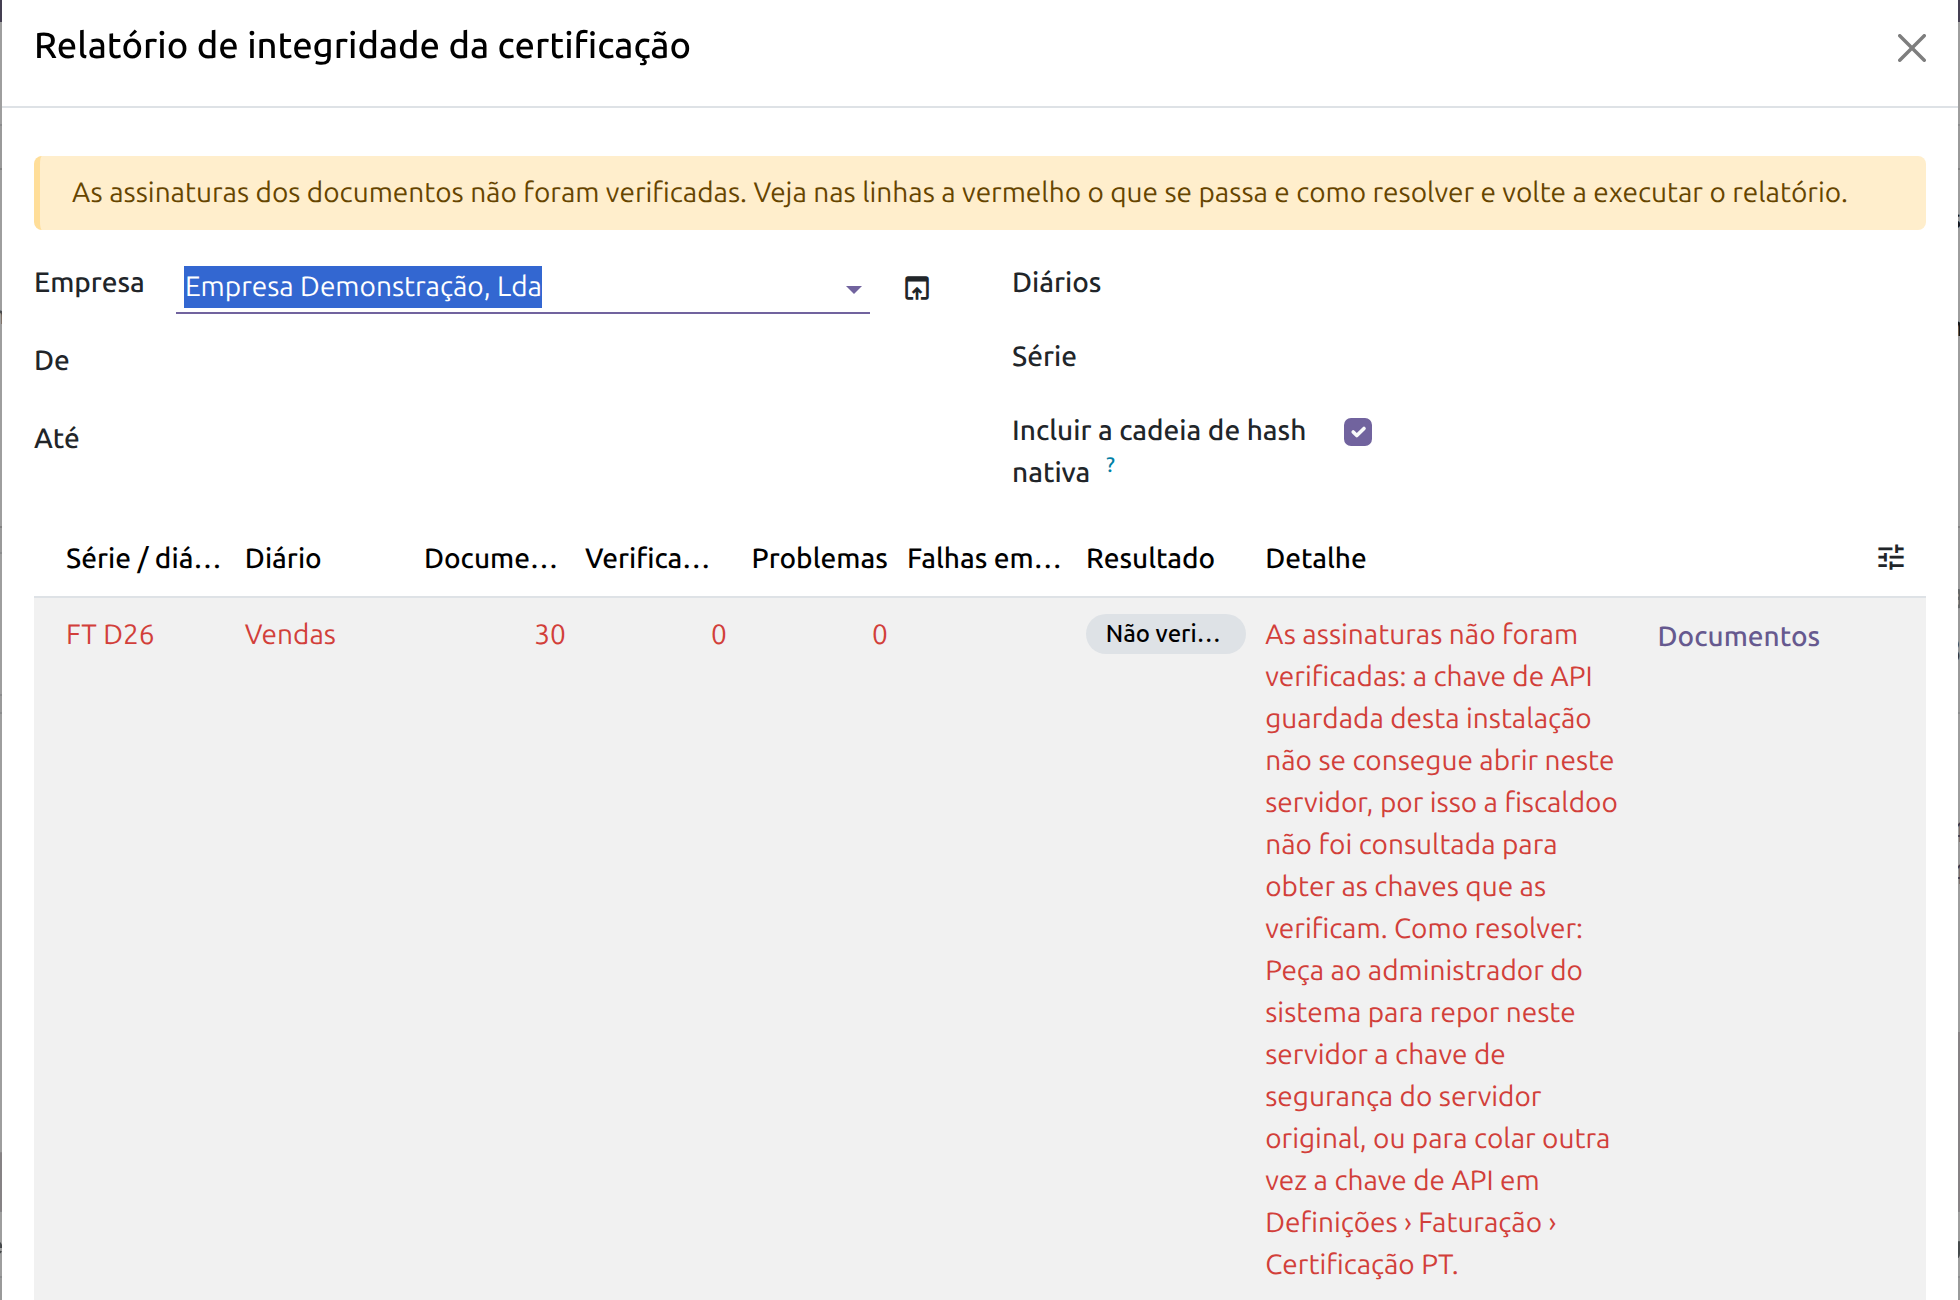 Relatório de integridade da certificação
As assinaturas dos documentos não foram verificadas. Veja nas linhas a vermelho o que se passa e como resolver e volte a executar o relatório.
Empresa Empresa Demonstração, Lda
De
Até
Diários
Série
Incluir a cadeia de hash
nativa ?
Série / diá... Diário Docume... Verifica... Problemas Falhas em... Resultado Detalhe
FT D26 Vendas 30 0 0 Não veri... As assinaturas não foram Documentos
verificadas: a chave de API
guardada desta instalação
não se consegue abrir neste
servidor, por isso a fiscaldoo
não foi consultada para
obter as chaves que as
verificam. Como resolver:
Peça ao administrador do
sistema para repor neste
servidor a chave de
segurança do servidor
original, ou para colar outra
vez a chave de API em
Definições › Faturação ›
Certificação PT.